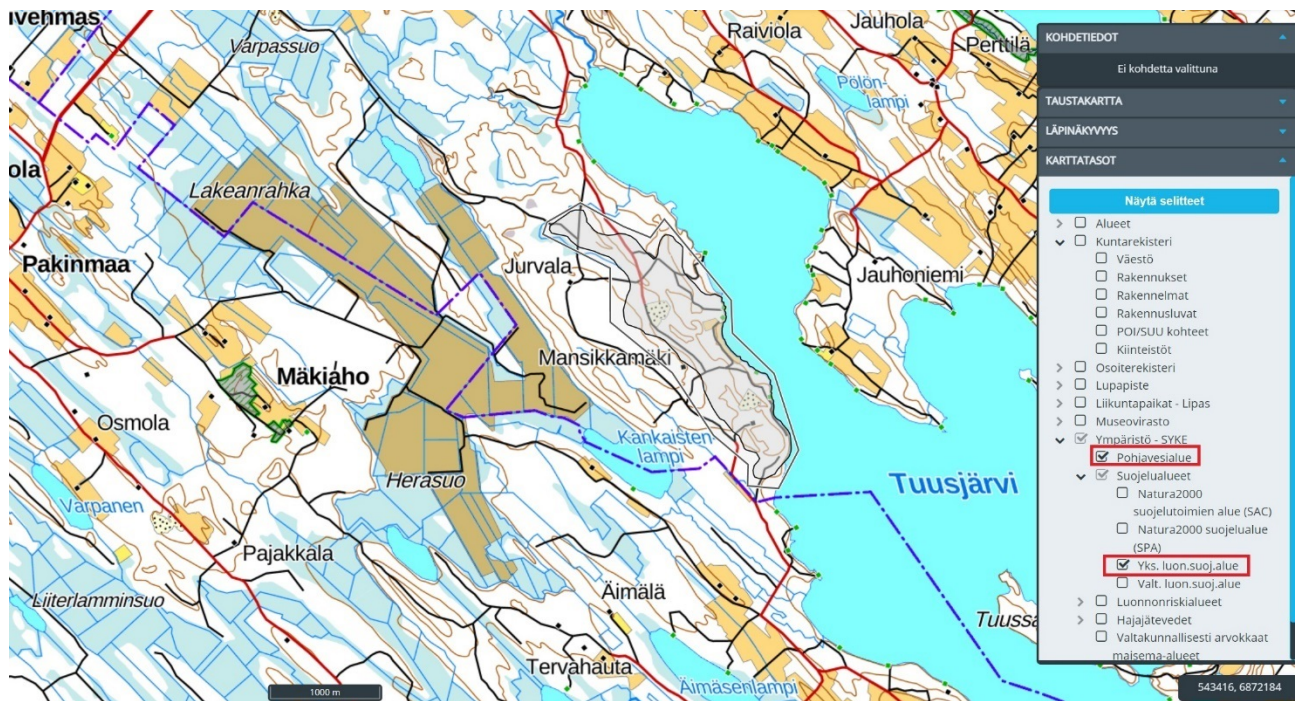 ivehmas
Varpassuo
Raiviola
Jauhola
Perttilä
Pölön-
lampi
ola
Lakeanrahka
Pakinmaa
Jurvala
Jauhoniemi
Mansikkamäki
Mäkiaho
Osmola
Kankaisten-
lampi
Herasuo
Tuusjärvi
Varpanen
Pajakkala
Liiterlamminsuo
Äimälä
Tuussa
Tervahauta
Äimäsenlampi
1000 m
KOHDETIEDOT
Ei kohdetta valittuna
TAUSTAKARTTA
LÄPINÄKYVYYS
KARTTATASOT
Näytä selitteet
Alueet
Kuntarekisteri
Väestö
Rakennukset
Rakennelmat
Rakennusluvat
POI/SUU kohteet
Kiinteistöt
Osoiterekisteri
Lupapiste
Liikuntapaikat - Lipas
Museovirasto
Ympäristö - SYKE
Pohjavesialue
Suojelualueet
Natura2000
suojelutoimien alue (SAC)
Natura2000 suojelualue
(SPA)
Yks. luon.suoj.alue
Valt. luon.suoj.alue
Luonnonriskialueet
Hajajätevedet
Valtakunnallisesti arvokkaat
maisema-alueet
543416, 6872184